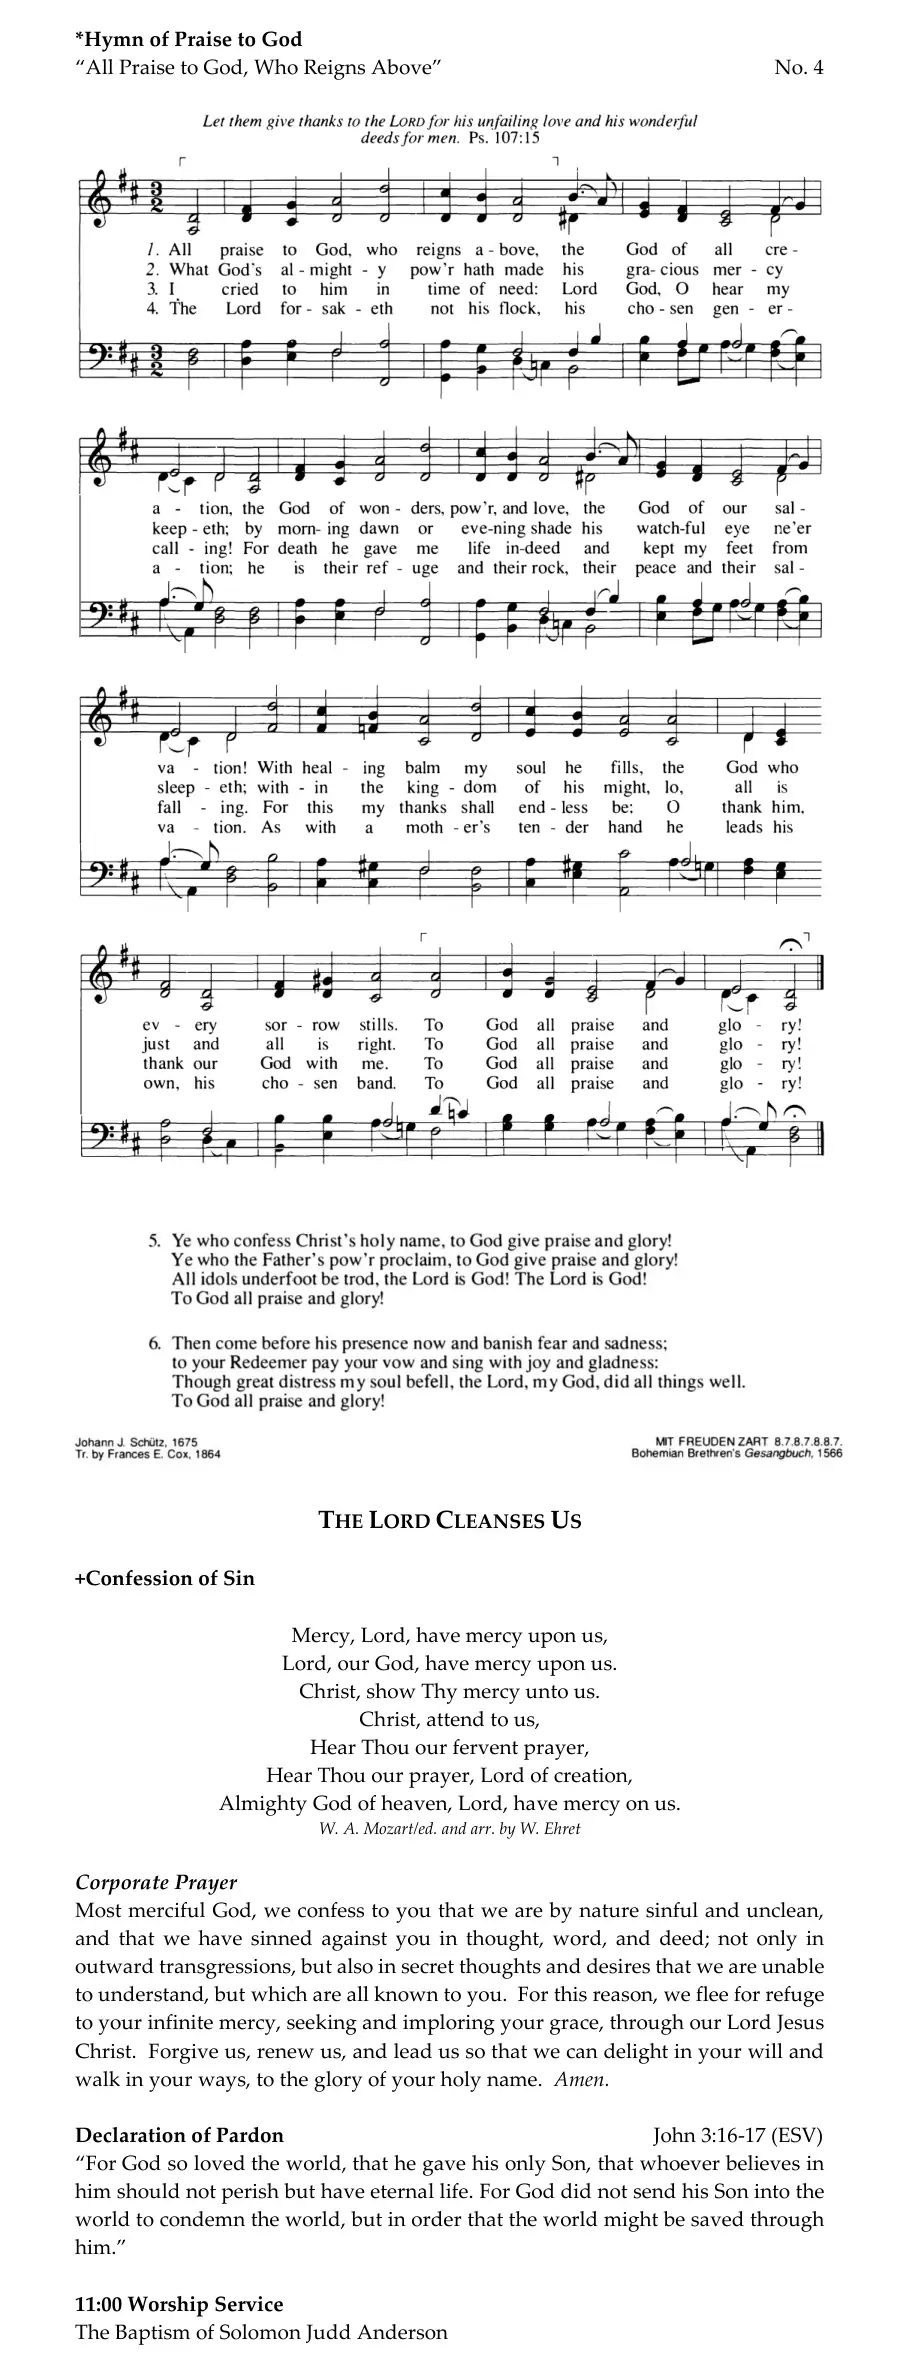 *Hymn of Praise to God
“All Praise to God, Who Reigns Above” No. 4
Let them give thanks to the LORD for his unfailing love and his wonderful
deeds for men. Ps. 107:15
1. All praise to God, who reigns a - bove, the God of all cre -
2. What God's al - might - y pow'r hath made his gra- cious mer - cy
3. I cried to him in time of need: Lord God, O hear my
4. The Lord for - sak - eth not his flock, his cho - sen gen - er -
a - tion, the God of won - ders, pow'r, and love, the God of our sal -
keep - eth; by morn- ing dawn or eve-ning shade his watch-ful eye ne'er
call - ing! For death he gave me life in-deed and kept my feet from
a - tion; he is their ref - uge and their rock, their peace and their sal -
va - tion! With heal - ing balm my soul he fills, the God who
sleep - eth; with - in the king - dom of his might, lo, all is
fall - ing. For this my thanks shall end - less be: O thank him,
va - tion. As with a moth - er's ten - der hand he leads his
ev - ery sor - row stills. To God all praise and glo - ry!
just and all is right. To God all praise and glo - ry!
thank our God with me. To God all praise and glo - ry!
own, his cho - sen band. To God all praise and glo - ry!
5. Ye who confess Christ's holy name, to God give praise and glory!
Ye who the Father's pow'r proclaim, to God give praise and glory!
All idols underfoot be trod, the Lord is God! The Lord is God!
To God all praise and glory!
6. Then come before his presence now and banish fear and sadness;
to your Redeemer pay your vow and sing with joy and gladness:
Though great distress my soul befell, the Lord, my God, did all things well.
To God all praise and glory!
Johann J. Schütz, 1675 MIT FREUDEN ZART 8.7.8.7.8.8.7.
Tr. by Frances E. Cox, 1864 Bohemian Brethren's Gesangbuch, 1566
THE LORD CLEANSES US
+Confession of Sin
Mercy, Lord, have mercy upon us,
Lord, our God, have mercy upon us.
Christ, show Thy mercy unto us.
Christ, attend to us,
Hear Thou our fervent prayer,
Hear Thou our prayer, Lord of creation,
Almighty God of heaven, Lord, have mercy on us.
W. A. Mozart/ed. and arr. by W. Ehret
Corporate Prayer
Most merciful God, we confess to you that we are by nature sinful and unclean,
and that we have sinned against you in thought, word, and deed; not only in
outward transgressions, but also in secret thoughts and desires that we are unable
to understand, but which are all known to you. For this reason, we flee for refuge
to your infinite mercy, seeking and imploring your grace, through our Lord Jesus
Christ. Forgive us, renew us, and lead us so that we can delight in your will and
walk in your ways, to the glory of your holy name. Amen.
Declaration of Pardon John 3:16-17 (ESV)
“For God so loved the world, that he gave his only Son, that whoever believes in
him should not perish but have eternal life. For God did not send his Son into the
world to condemn the world, but in order that the world might be saved through
him.”
11:00 Worship Service
The Baptism of Solomon Judd Anderson